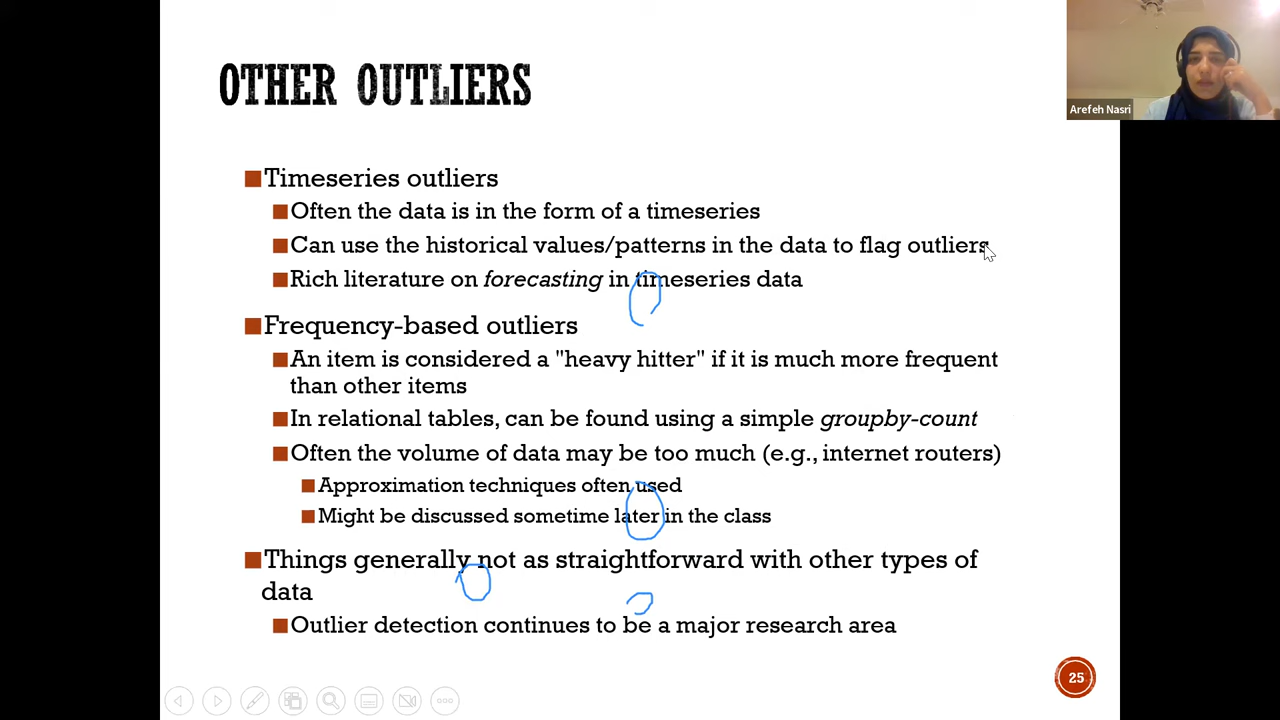 Arefeh Nasri
OTHER OUTLIERS
Timeseries outliers
Often the data is in the form of a timeseries
Can use the historical values/patterns in the data to flag outliers
Rich literature on forecasting in timeseries data
Frequency-based outliers
An item is considered a "heavy hitter" if it is much more frequent
than other items
In relational tables, can be found using a simple groupby-count
Often the volume of data may be too much (e.g., internet routers)
Approximation techniques often used
Might be discussed sometime later in the class
Things generally not as straightforward with other types of
data
Outlier detection continues to be a major research area
25